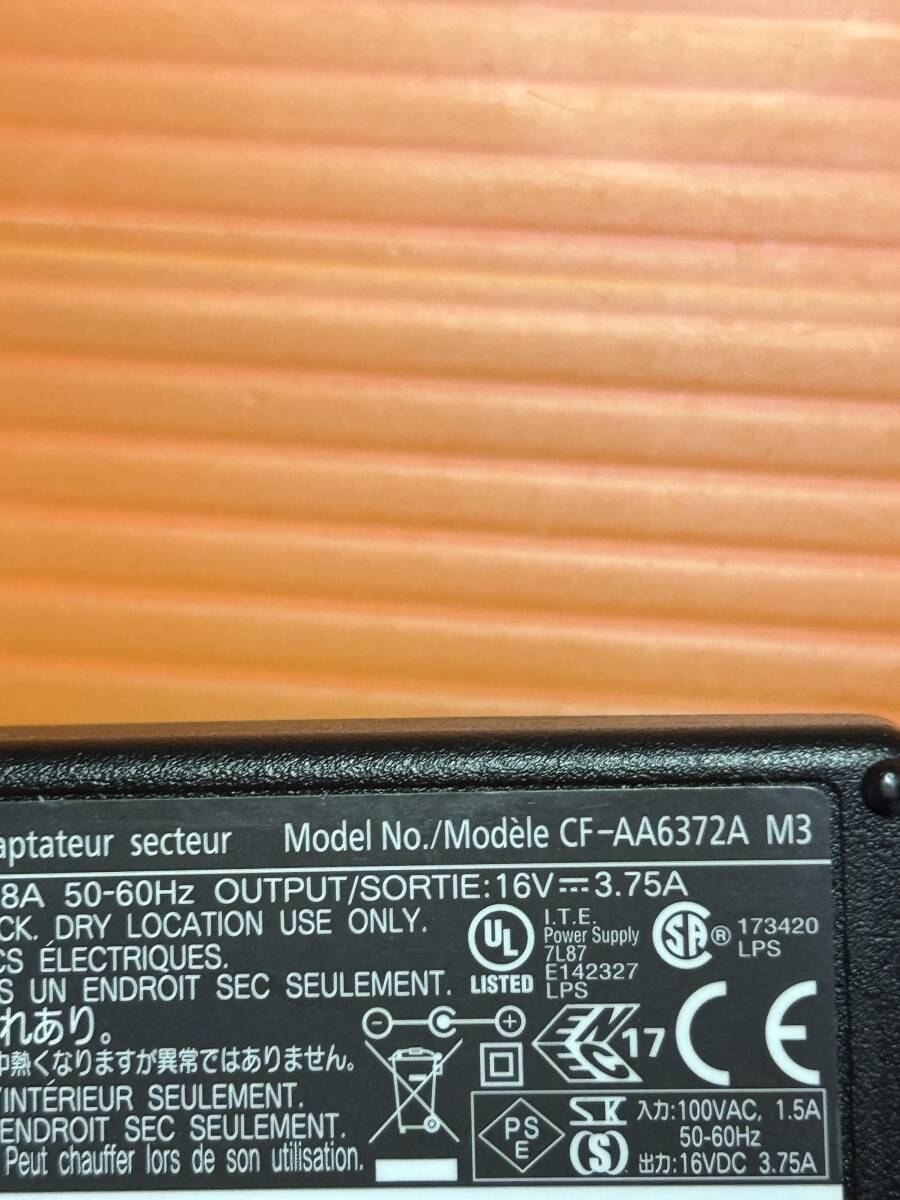 aptateur secteur Model No./Modèle CF-AA6372A M3
8A 50-60Hz OUTPUT/SORTIE:16V⎓3.75A
CK. DRY LOCATION USE ONLY.
CS ÉLECTRIQUES.
S UN ENDROIT SEC SEULEMENT.
れあり。
中熱くなりますが異常ではありません。
'INTÉRIEUR SEULEMENT.
ENDROIT SEC SEULEMENT.
Peut chauffer lors de son utilisation.
UL
LISTED
I.T.E.
Power Supply
7L87
E142327
LPS
SA ®
173420
LPS
- +
ENEC 17
CE
PS
E
SK
S
入力:100VAC, 1.5A
50-60Hz
出力:16VDC 3.75A